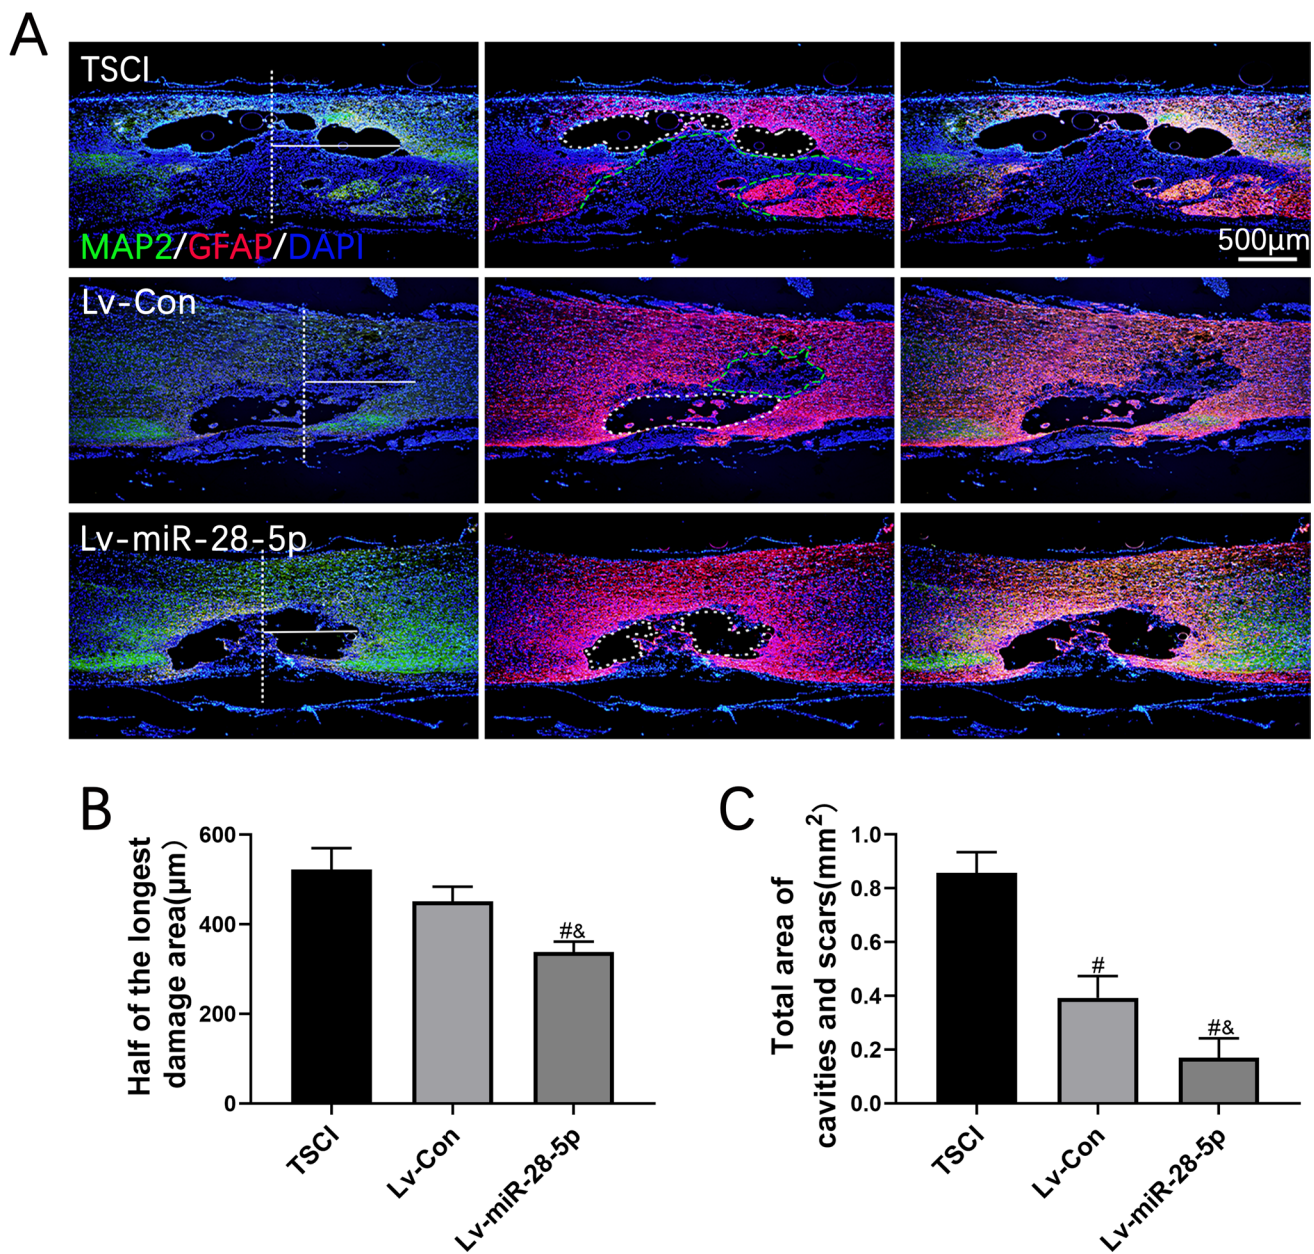 A
TSCI
MAP2/GFAP/DAPI
500μm
Lv-Con
Lv-miR-28-5p
B
Half of the longest
damage area(μm)
600
400
200
0
#&
TSCI
Lv-Con
Lv-miR-28-5p
C
Total area of
cavities and scars(mm²)
1.0
0.8
0.6
0.4
0.2
0.0
#
#&
TSCI
Lv-Con
Lv-miR-28-5p